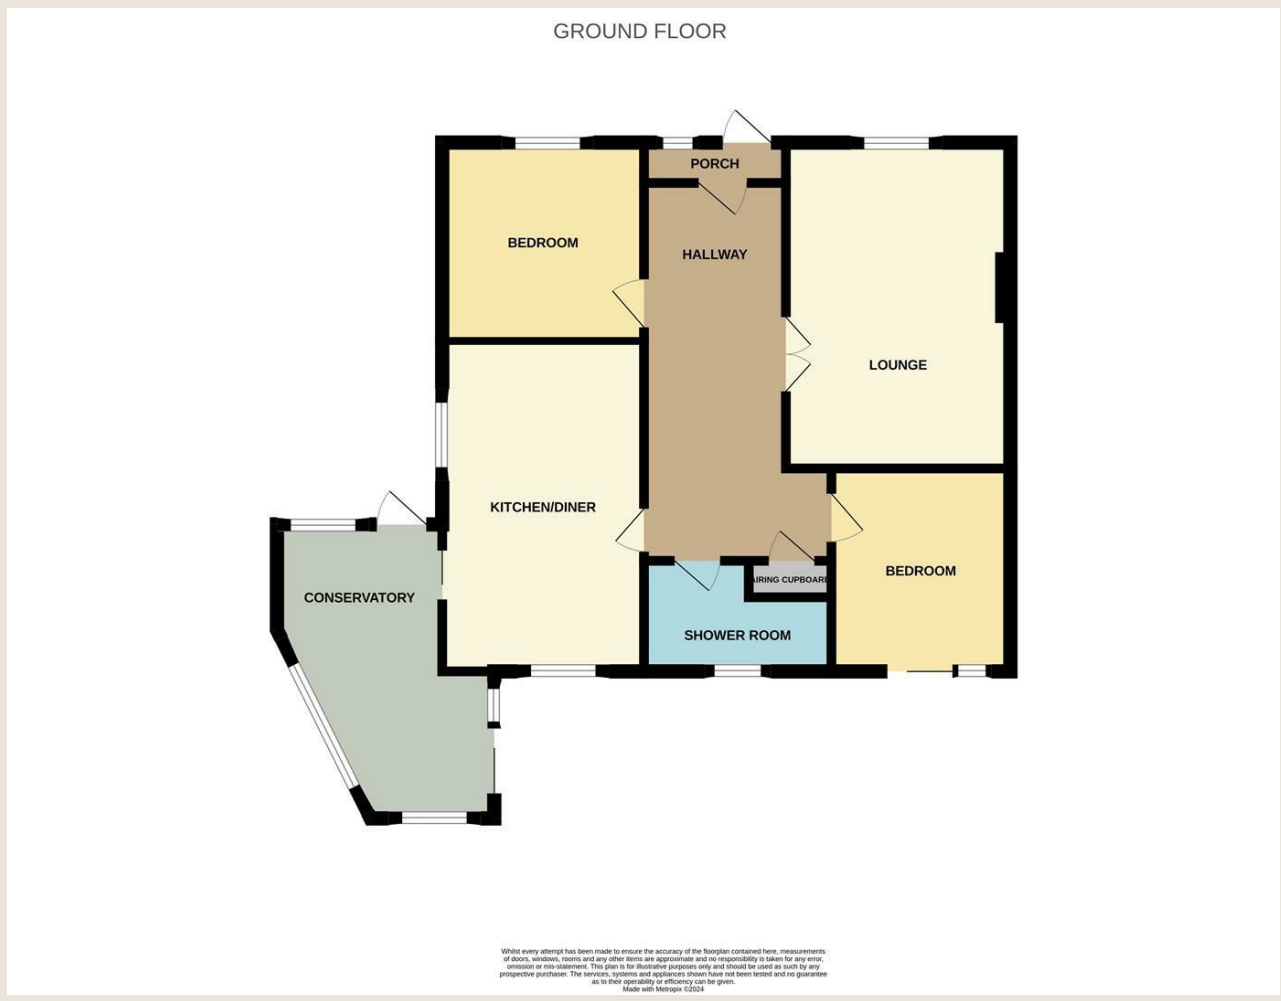 GROUND FLOOR
PORCH
BEDROOM
HALLWAY
LOUNGE
KITCHEN/DINER
BEDROOM
AIRING CUPBOARD
CONSERVATORY
SHOWER ROOM
Whilst every attempt has been made to ensure the accuracy of the floorplan contained here, measurements
of doors, windows, rooms and any other items are approximate and no responsibility is taken for any error,
omission or mis-statement. This plan is for illustrative purposes only and should be used as such by any
prospective purchaser. The services, systems and appliances shown have not been tested and no guarantee
as to their operability or efficiency can be given.
Made with Metropix ©2024